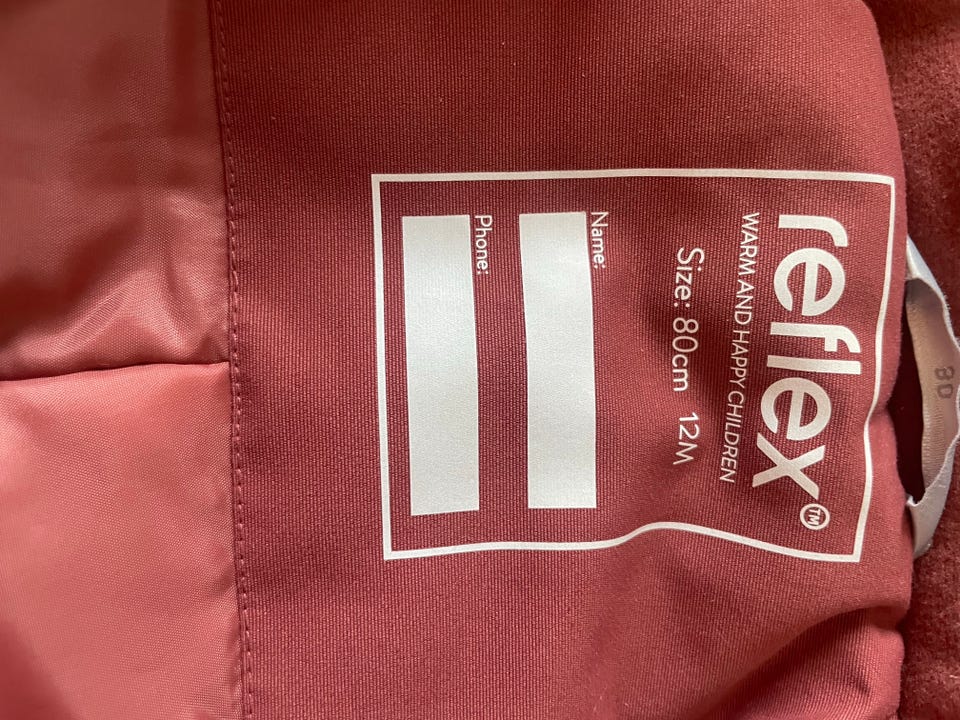 reflex™
WARM AND HAPPY CHILDREN
Size: 80cm 12M
Name:
Phone:
80